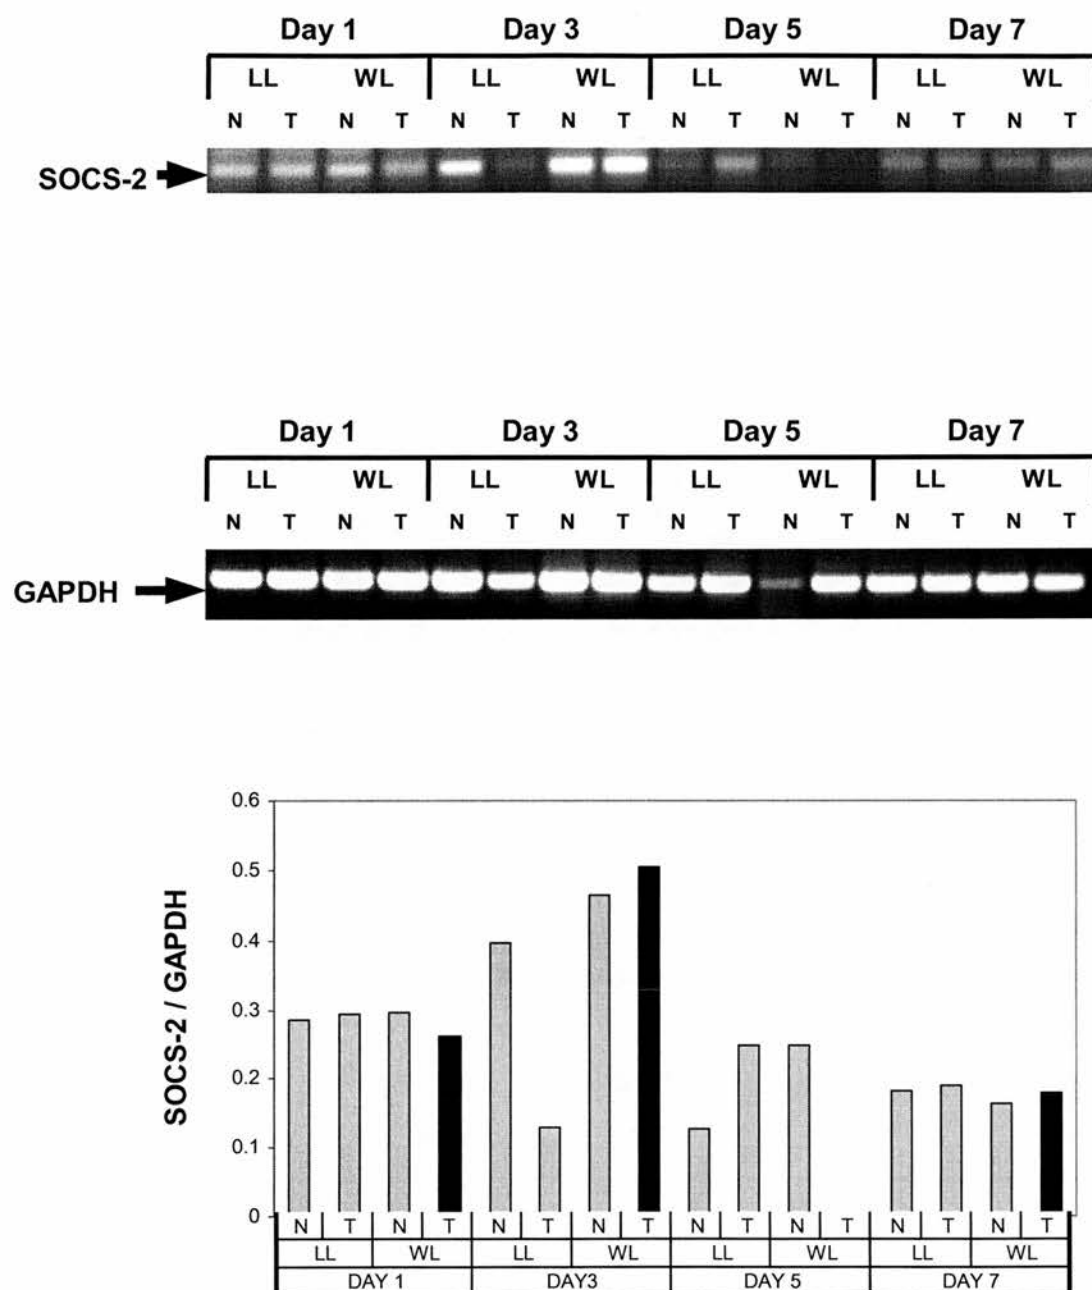 Day 1 Day 3 Day 5 Day 7
LL WL LL WL LL WL LL WL
N T N T N T N T N T N T N T N T
SOCS-2
Day 1 Day 3 Day 5 Day 7
LL WL LL WL LL WL LL WL
N T N T N T N T N T N T N T N T
GAPDH
SOCS-2 / GAPDH
0.6
0.5
0.4
0.3
0.2
0.1
0
N T N T N T N T N T N T N T N T
LL WL LL WL LL WL LL WL
DAY 1 DAY3 DAY 5 DAY 7